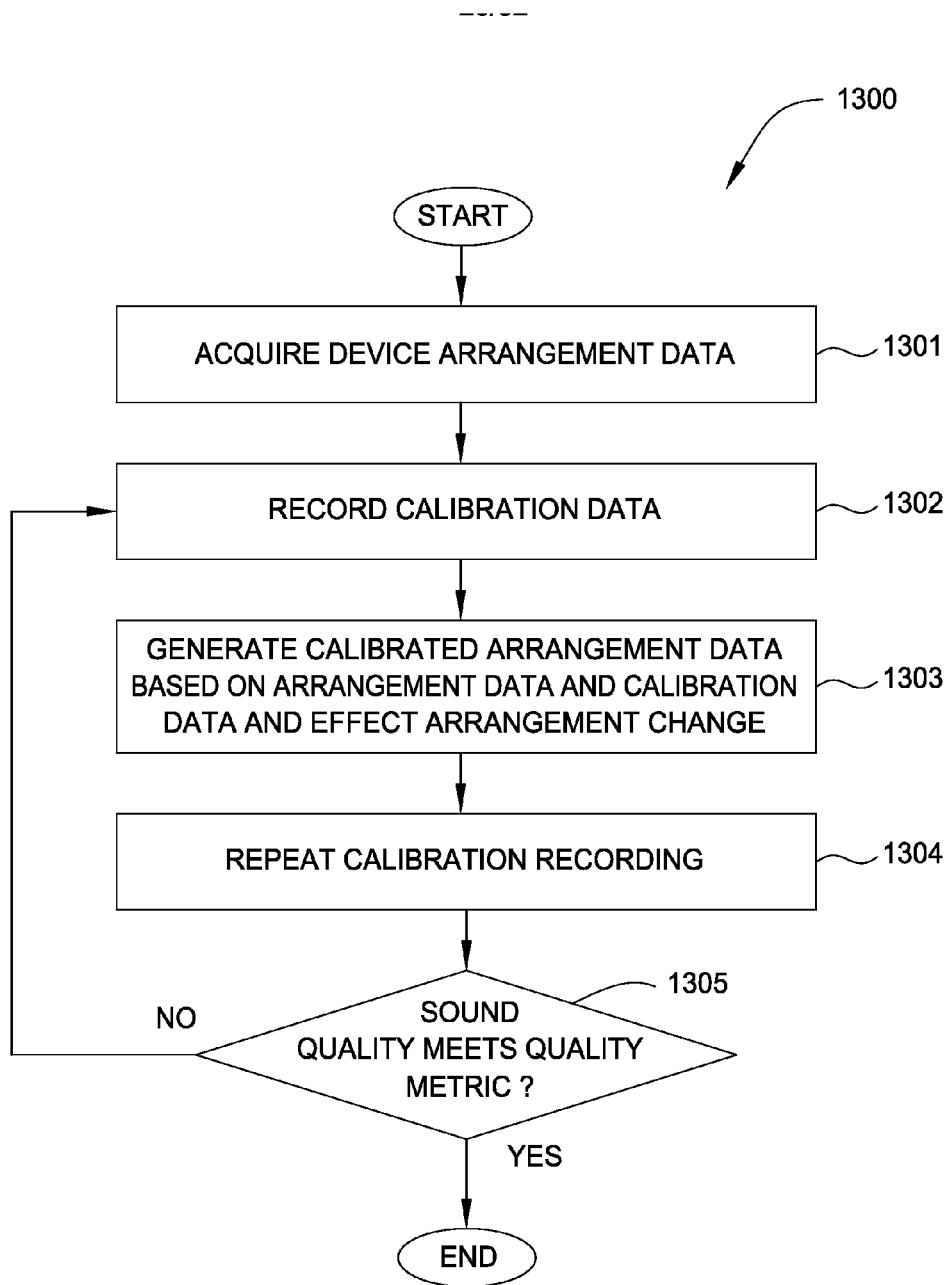 1300
START
ACQUIRE DEVICE ARRANGEMENT DATA
1301
RECORD CALIBRATION DATA
1302
GENERATE CALIBRATED ARRANGEMENT DATA
BASED ON ARRANGEMENT DATA AND CALIBRATION
DATA AND EFFECT ARRANGEMENT CHANGE
1303
REPEAT CALIBRATION RECORDING
1304
1305
NO
SOUND
QUALITY MEETS QUALITY
METRIC ?
YES
END